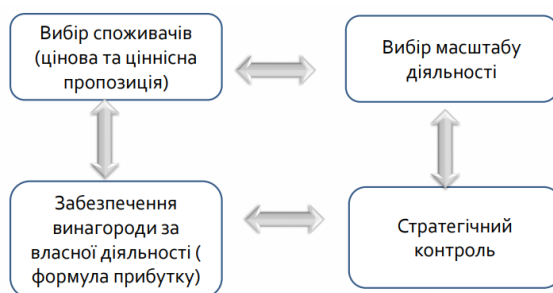 Вибір споживачів
(цінова та ціннісна
пропозиція)
Вибір масштабу
діяльності
Забезпечення
винагороди за
власної діяльності (
формула прибутку)
Стратегічний
контроль